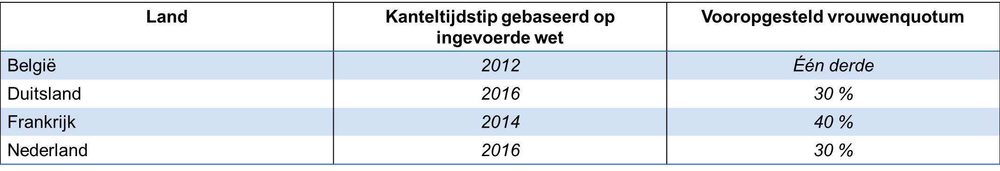 Land Kanteltijdstip gebaseerd op Vooropgesteld vrouwenquotum
ingevoerde wet
België 2012 Één derde
Duitsland 2016 30 %
Frankrijk 2014 40 %
Nederland 2016 30 %